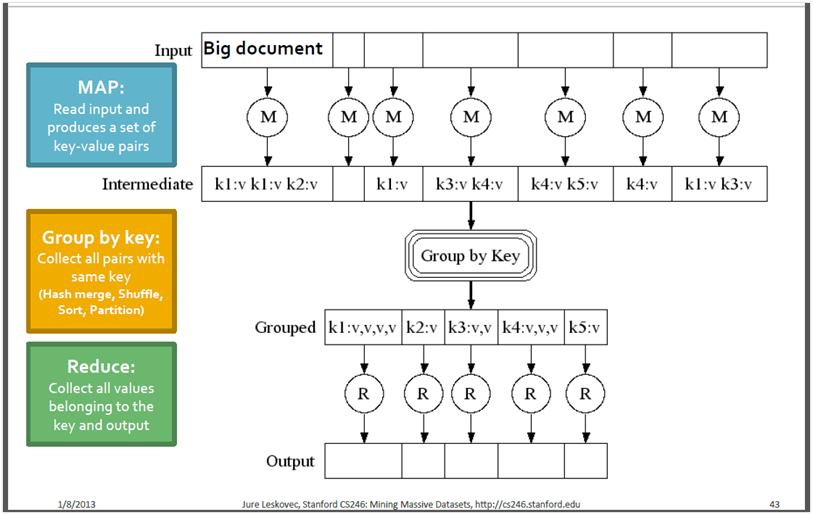 Input
Big document
MAP:
Read input and
produces a set of
key-value pairs
M
M
M
M
M
M
M
Intermediate
k1:v k1:v k2:v
k1:v
k3:v k4:v
k4:v k5:v
k4:v
k1:v k3:v
Group by key:
Collect all pairs with
same key
(Hash merge, Shuffle,
Sort, Partition)
Group by Key
Grouped
k1:v,v,v,v
k2:v
k3:v,v
k4:v,v,v
k5:v
Reduce:
Collect all values
belonging to the
key and output
R
R
R
R
R
Output
1/8/2013
Jure Leskovec, Stanford CS246: Mining Massive Datasets, http://cs246.stanford.edu
43